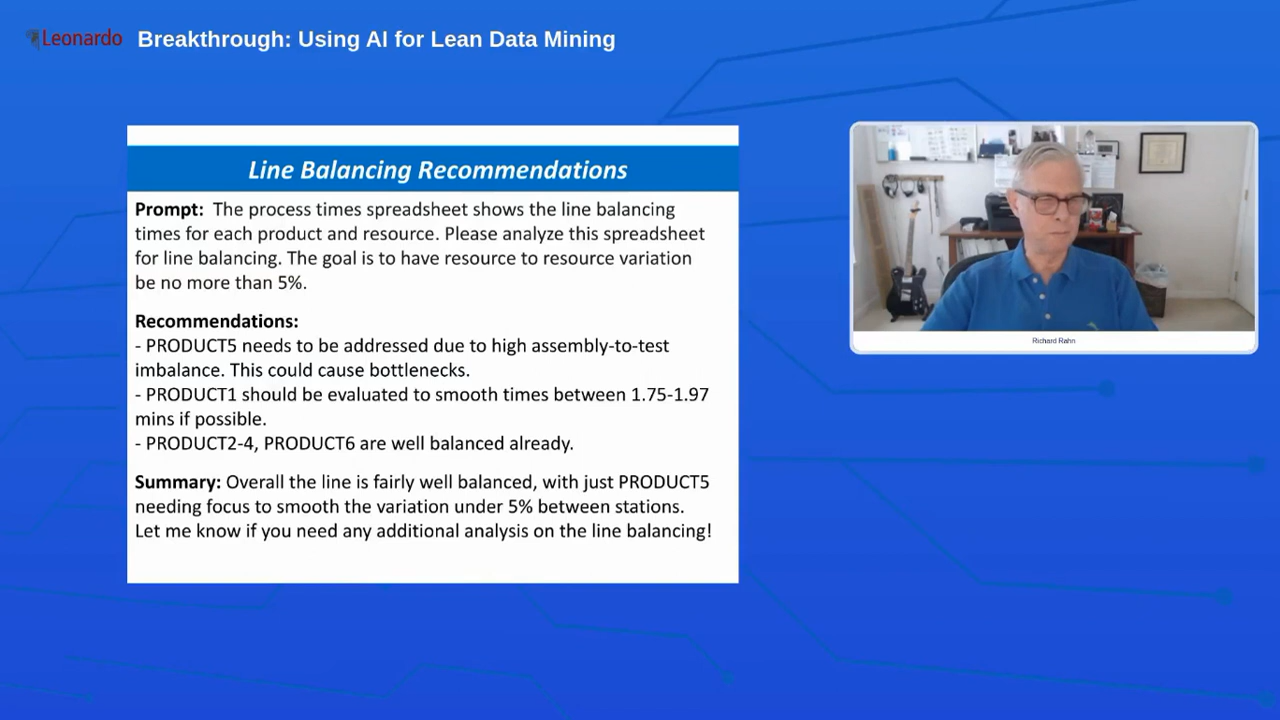 Leonardo
Breakthrough: Using AI for Lean Data Mining
Line Balancing Recommendations
Prompt: The process times spreadsheet shows the line balancing
times for each product and resource. Please analyze this spreadsheet
for line balancing. The goal is to have resource to resource variation
be no more than 5%.
Recommendations:
- PRODUCT5 needs to be addressed due to high assembly-to-test
imbalance. This could cause bottlenecks.
- PRODUCT1 should be evaluated to smooth times between 1.75-1.97
mins if possible.
- PRODUCT2-4, PRODUCT6 are well balanced already.
Summary: Overall the line is fairly well balanced, with just PRODUCT5
needing focus to smooth the variation under 5% between stations.
Let me know if you need any additional analysis on the line balancing!
Richard Rahn